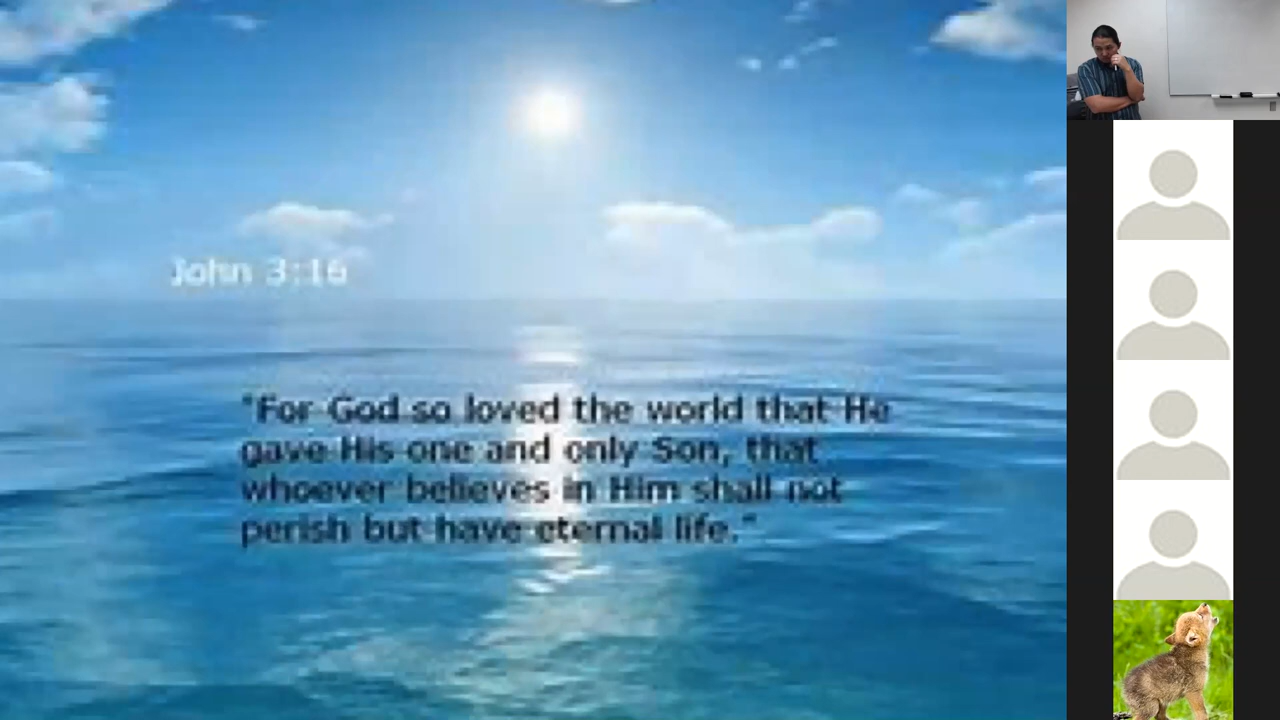 John 3:16
"For God so loved the world that He
gave His one and only Son, that
whoever believes in Him shall not
perish but have eternal life."